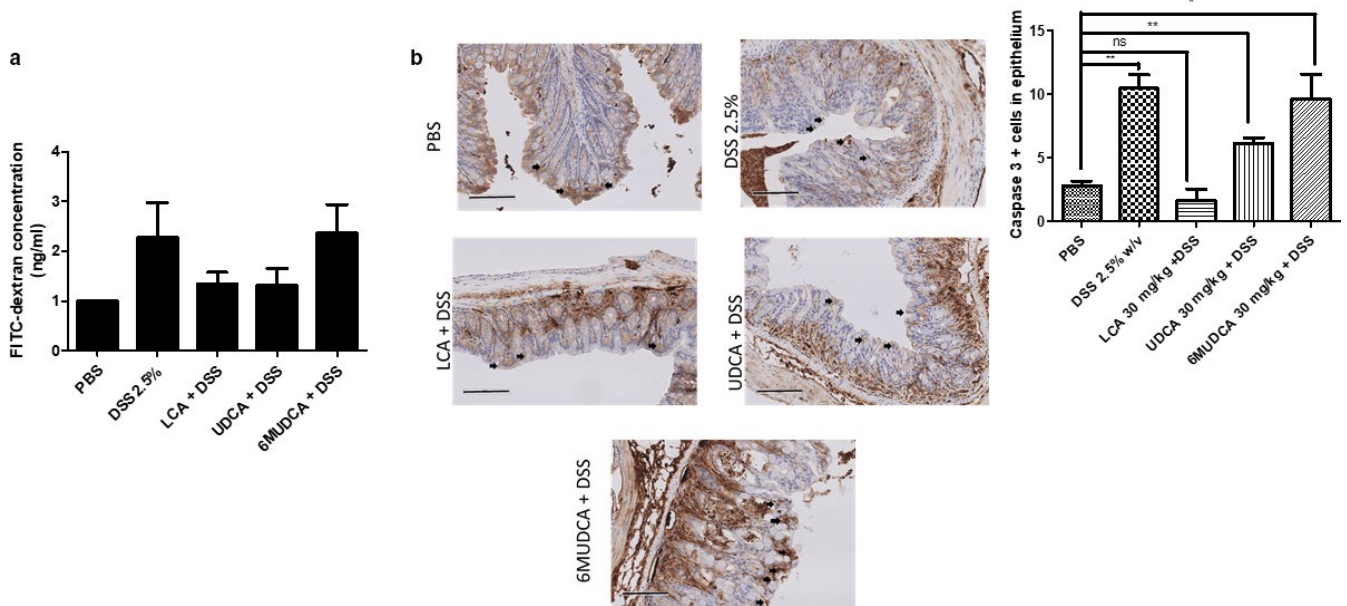 a
FITC-dextran concentration
(ng/ml)
4
3
2
1
0
PBS
DSS 2.5%
LCA + DSS
UDCA + DSS
6MUDCA + DSS
b
PBS
DSS 2.5%
LCA + DSS
UDCA + DSS
6MUDCA + DSS
Caspase 3 + cells in epithelium
15
10
5
0
*
**
ns
**
PBS
DSS 2.5% w/v
LCA 30 mg/kg +DSS
UDCA 30 mg/kg + DSS
6MUDCA 30 mg/kg + DSS